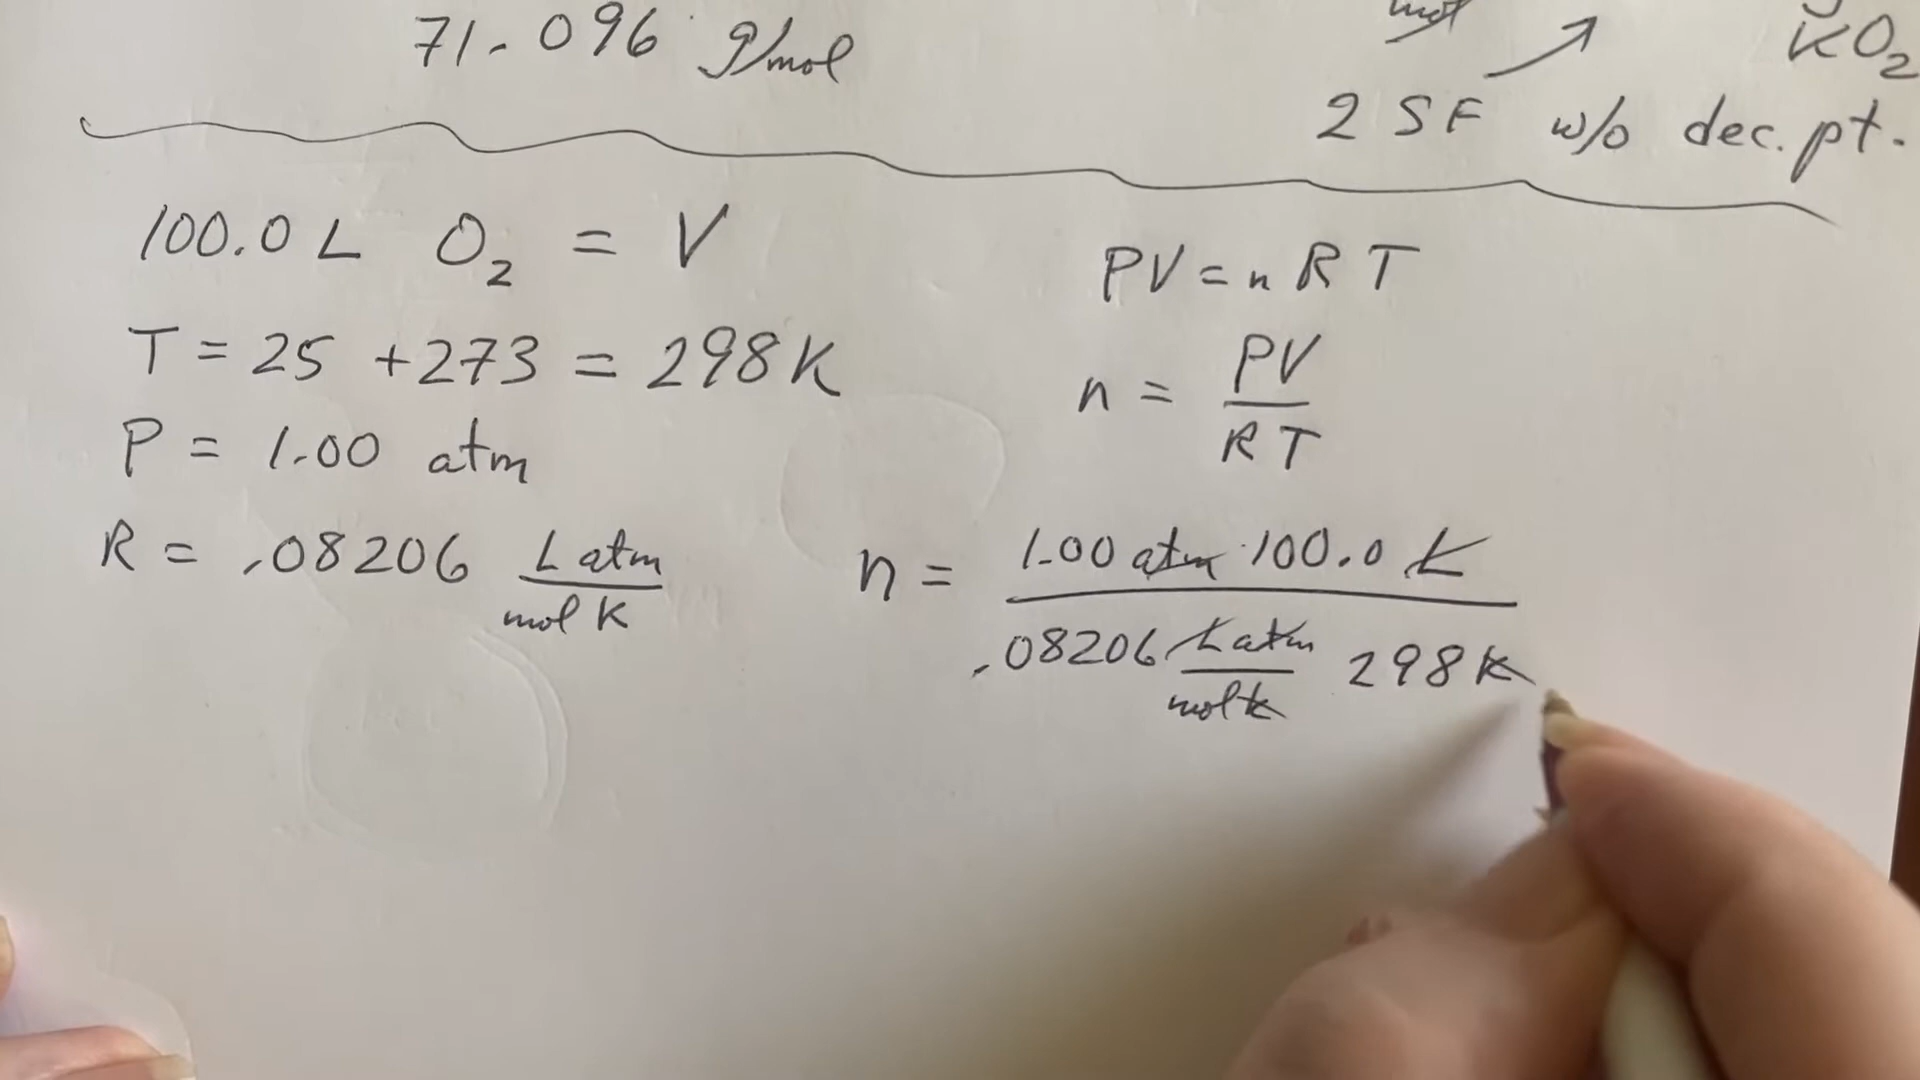 71.096 g/mol
mol
KO₂
2 SF w/o dec. pt.
100.0 L O₂ = V
T = 25 + 273 = 298 K
P = 1.00 atm
R = .08206 L atm / mol K
PV = n R T
n = PV / RT
n = 1.00 atm · 100.0 L / .08206 L atm / mol K 298 K